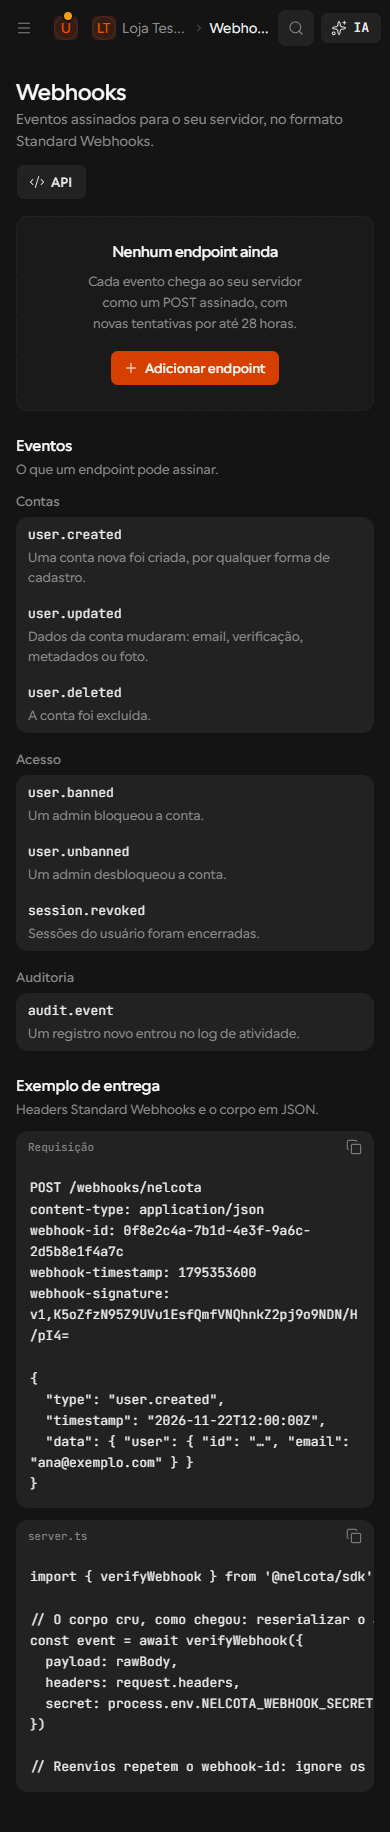 U LT Loja Tes... > Webho... IA
Webhooks
Eventos assinados para o seu servidor, no formato
Standard Webhooks.
</> API
Nenhum endpoint ainda
Cada evento chega ao seu servidor
como um POST assinado, com
novas tentativas por até 28 horas.
+ Adicionar endpoint
Eventos
O que um endpoint pode assinar.
Contas
user.created
Uma conta nova foi criada, por qualquer forma de
cadastro.
user.updated
Dados da conta mudaram: email, verificação,
metadados ou foto.
user.deleted
A conta foi excluída.
Acesso
user.banned
Um admin bloqueou a conta.
user.unbanned
Um admin desbloqueou a conta.
session.revoked
Sessões do usuário foram encerradas.
Auditoria
audit.event
Um registro novo entrou no log de atividade.
Exemplo de entrega
Headers Standard Webhooks e o corpo em JSON.
Requisição
POST /webhooks/nelcota
content-type: application/json
webhook-id: 0f8e2c4a-7b1d-4e3f-9a6c-
2d5b8e1f4a7c
webhook-timestamp: 1795353600
webhook-signature:
v1,K5oZfzN95Z9UVu1EsfQmfVNQhnkZ2pj9o9NDN/H
/pI4=
{
  "type": "user.created",
  "timestamp": "2026-11-22T12:00:00Z",
  "data": { "user": { "id": "…", "email":
"ana@exemplo.com" } }
}
server.ts
import { verifyWebhook } from '@nelcota/sdk'
// O corpo cru, como chegou: reserializar o
const event = await verifyWebhook({
  payload: rawBody,
  headers: request.headers,
  secret: process.env.NELCOTA_WEBHOOK_SECRET
})
// Reenvios repetem o webhook-id: ignore os